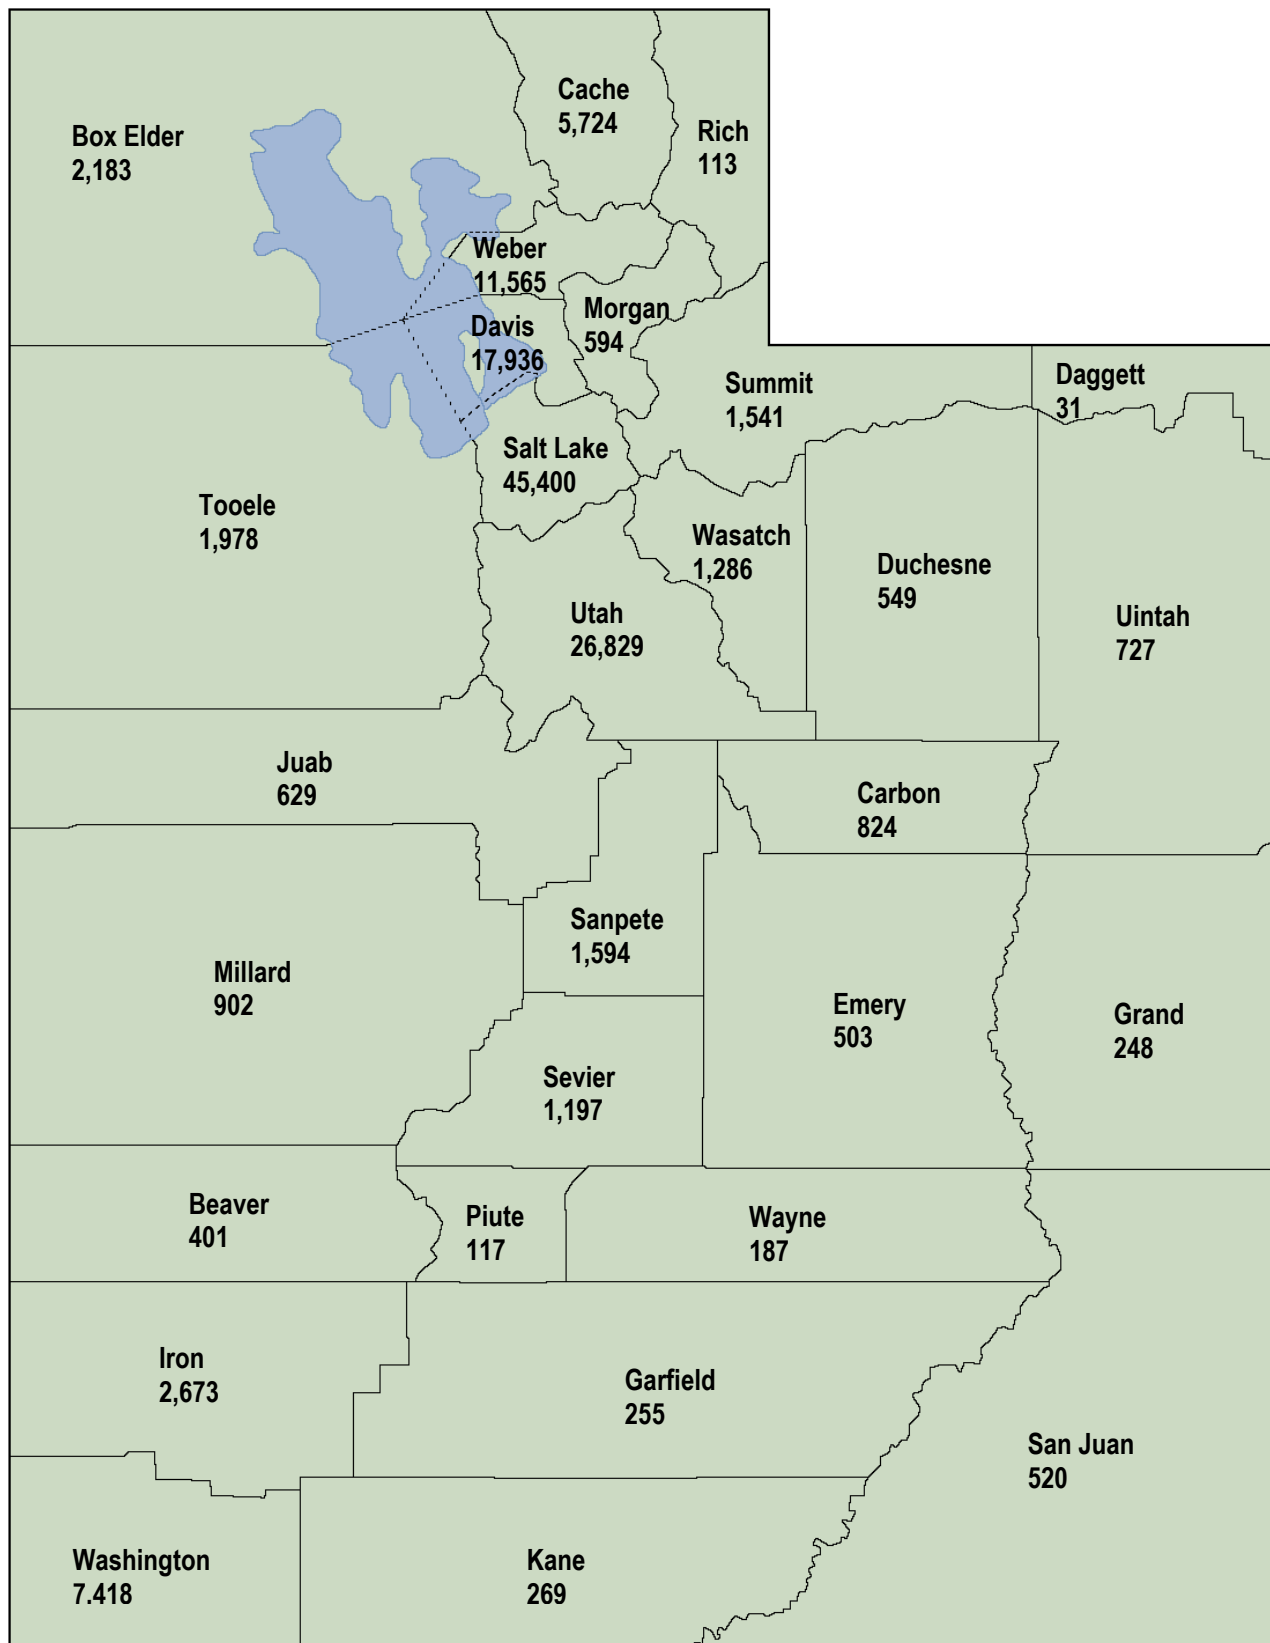 Cache
5,724
Box Elder
2,183
Rich
113
Weber
11,565
Morgan
594
Davis
17,936
Summit
1,541
Daggett
31
Salt Lake
45,400
Tooele
1,978
Wasatch
1,286
Duchesne
549
Utah
26,829
Uintah
727
Juab
629
Carbon
824
Sanpete
1,594
Millard
902
Emery
503
Grand
248
Sevier
1,197
Beaver
401
Piute
117
Wayne
187
Iron
2,673
Garfield
255
San Juan
520
Washington
7.418
Kane
269